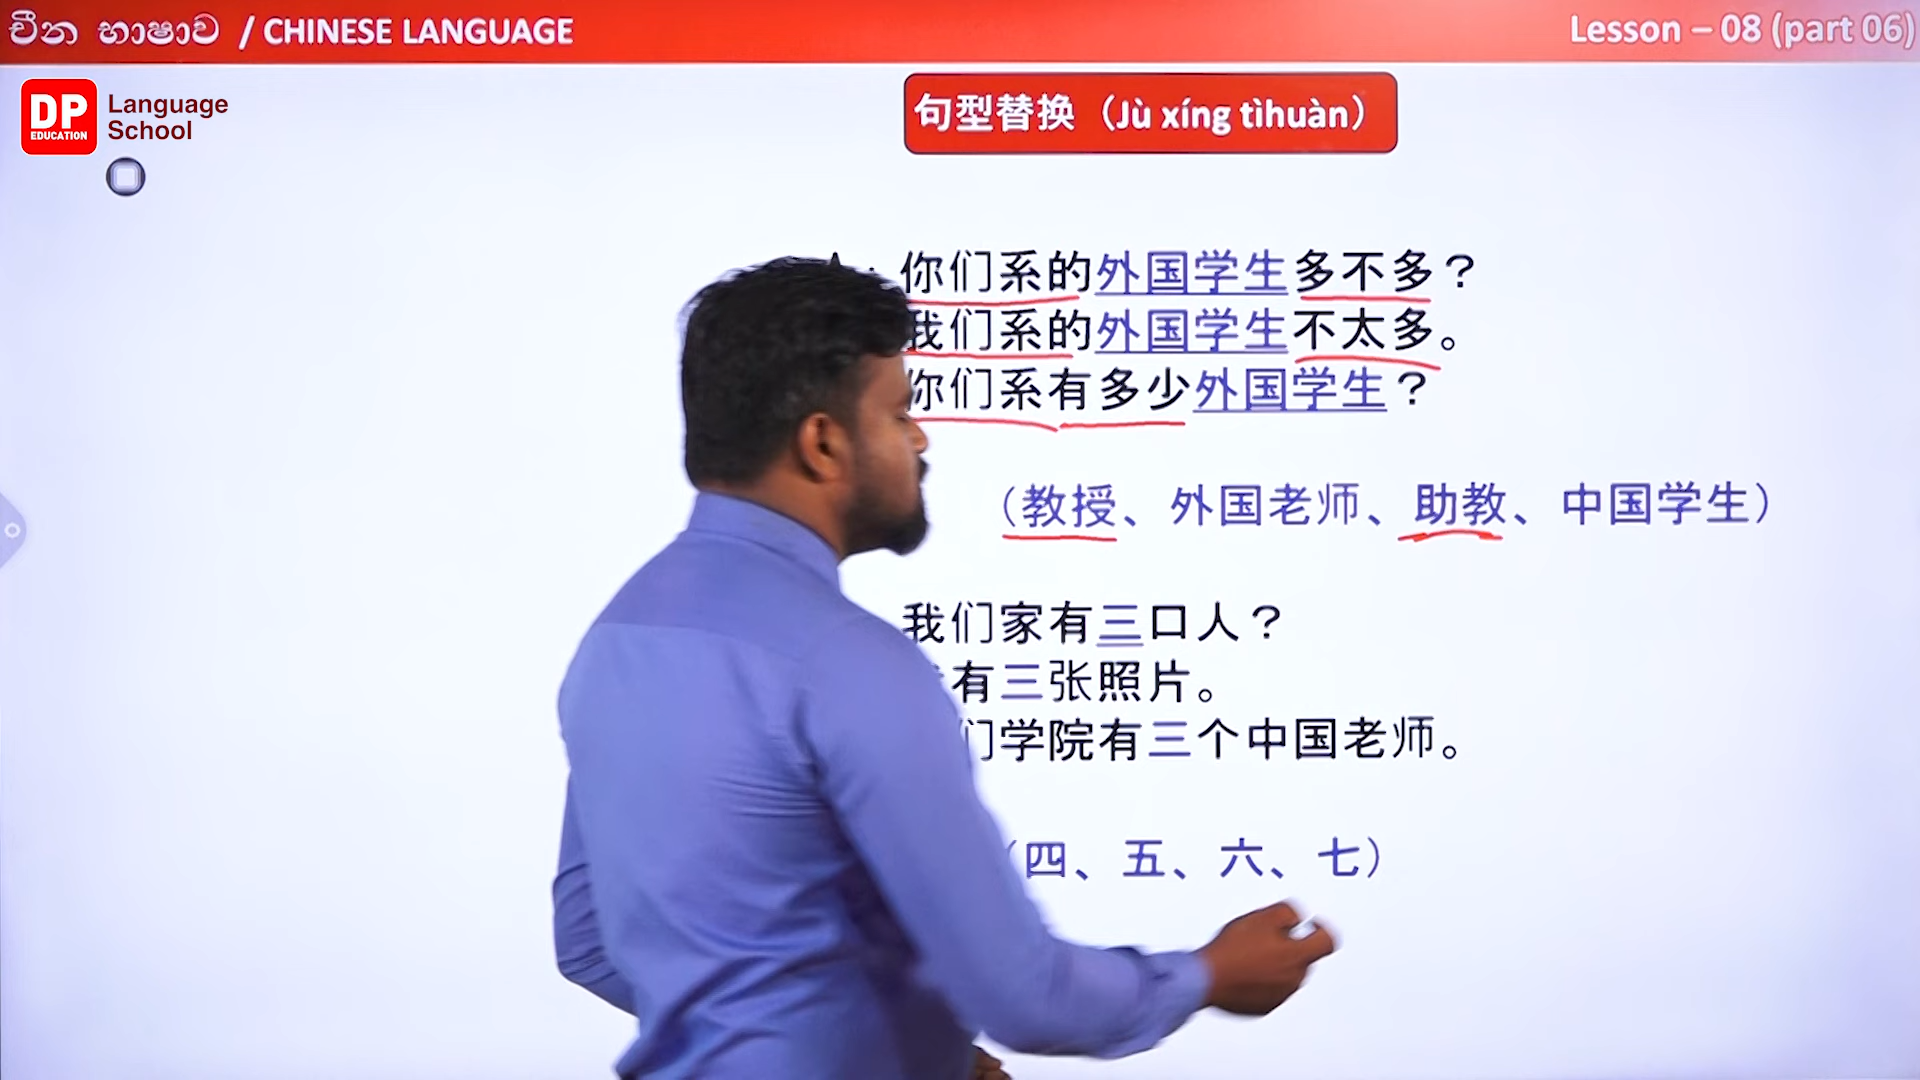 චීන භාෂාව / CHINESE LANGUAGE
Lesson – 08 (part 06)
DP
EDUCATION
Language
School
句型替换（Jù xíng tìhuàn）
你们系的外国学生多不多？
我们系的外国学生不太多。
你们系有多少外国学生？
（教授、外国老师、助教、中国学生）
我们家有三口人？
有三张照片。
们学院有三个中国老师。
（四、五、六、七）